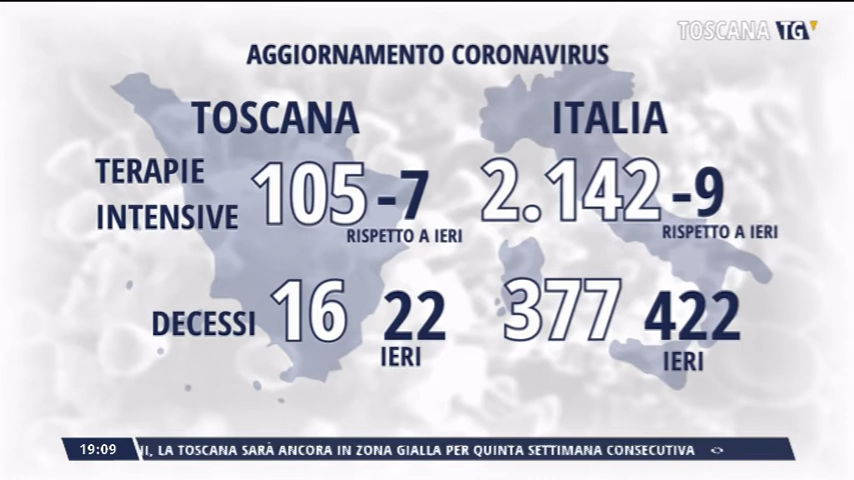 TOSCANA TG
AGGIORNAMENTO CORONAVIRUS
TOSCANA
ITALIA
TERAPIE
INTENSIVE
105 -7
RISPETTO A IERI
2.142 -9
RISPETTO A IERI
DECESSI
16
22
IERI
377
422
IERI
19:09
LA TOSCANA SARÀ ANCORA IN ZONA GIALLA PER QUINTA SETTIMANA CONSECUTIVA